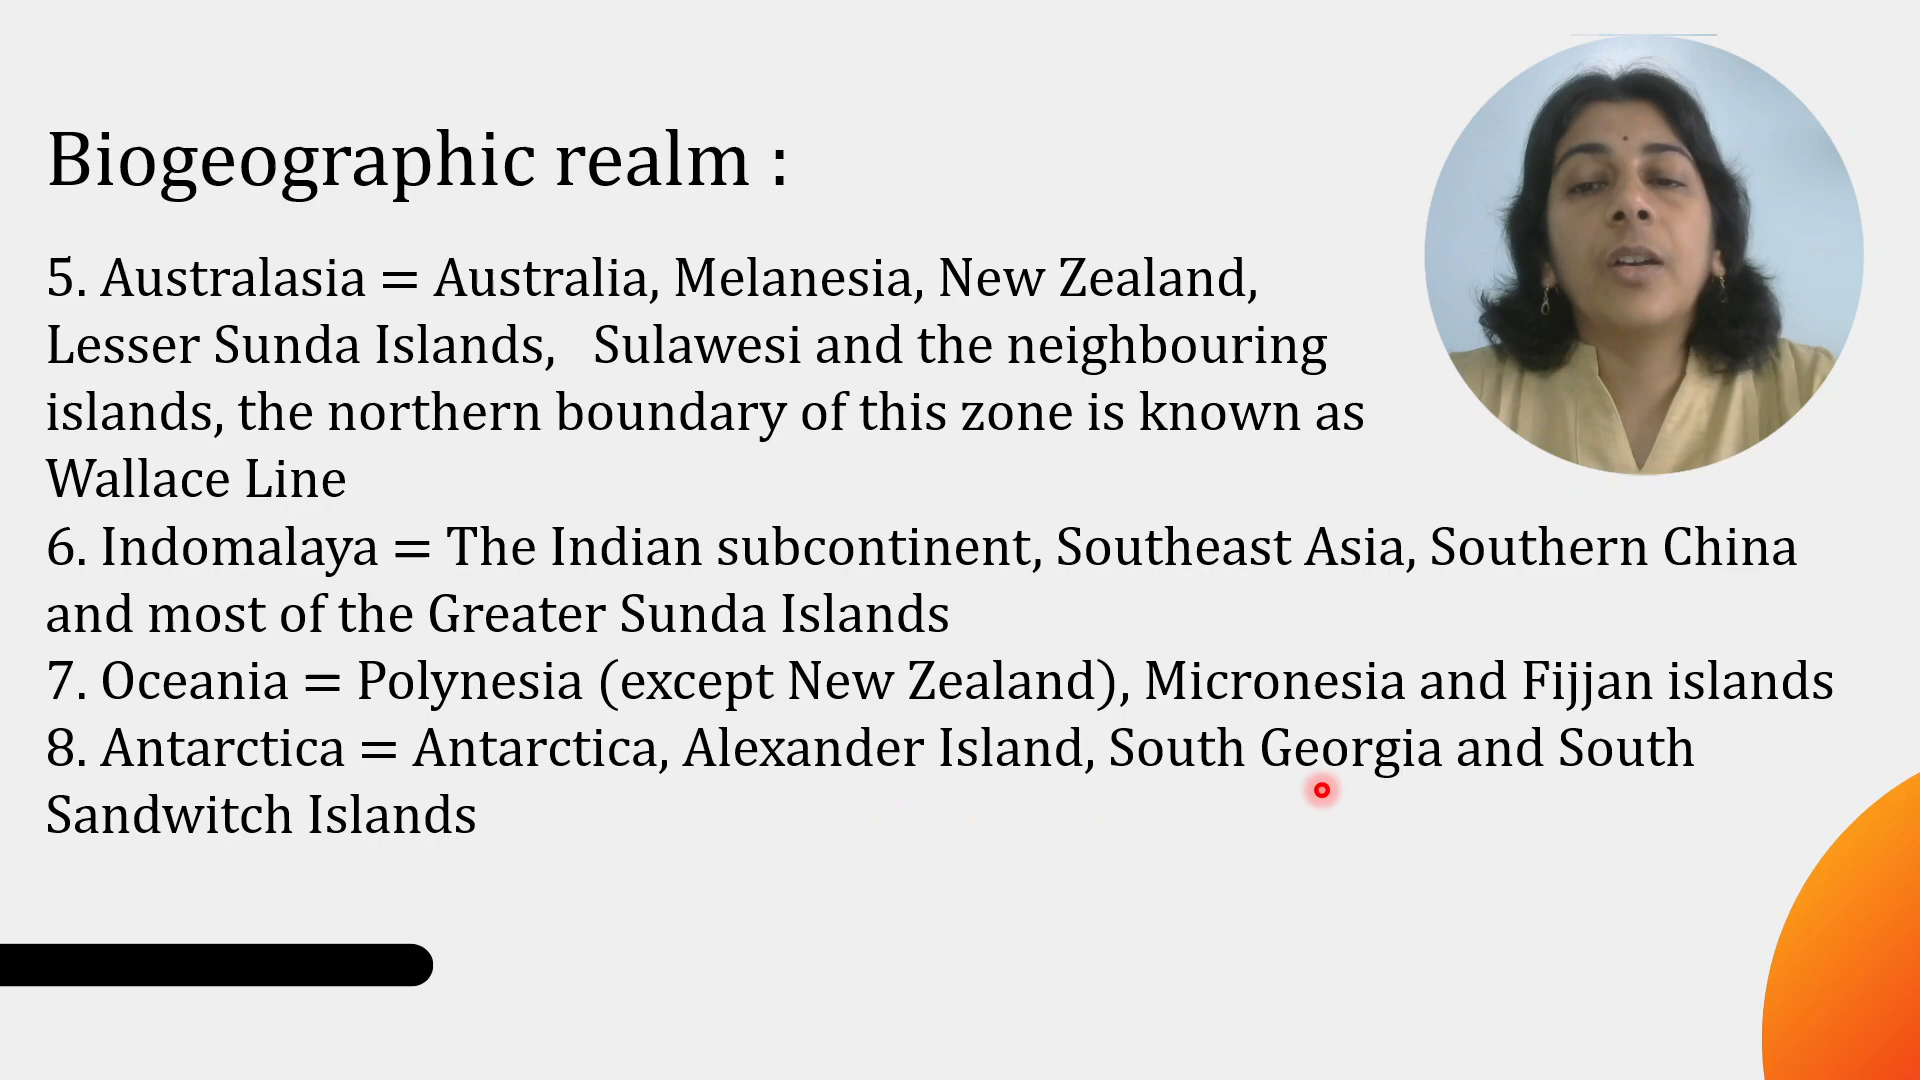 Biogeographic realm :
5. Australasia = Australia, Melanesia, New Zealand,
Lesser Sunda Islands,   Sulawesi and the neighbouring
islands, the northern boundary of this zone is known as
Wallace Line
6. Indomalaya = The Indian subcontinent, Southeast Asia, Southern China
and most of the Greater Sunda Islands
7. Oceania = Polynesia (except New Zealand), Micronesia and Fijjan islands
8. Antarctica = Antarctica, Alexander Island, South Georgia and South
Sandwitch Islands